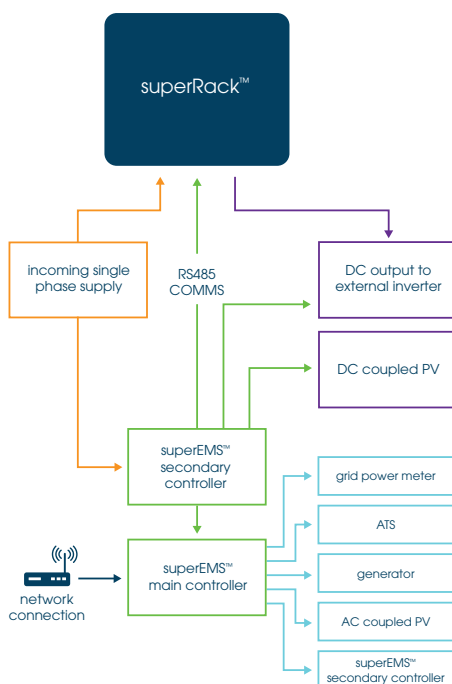 superRack™
incoming single
phase supply
RS485
COMMS
DC output to
external inverter
DC coupled PV
superEMS™
secondary
controller
grid power meter
ATS
superEMS™
main controller
generator
network
connection
AC coupled PV
superEMS™
secondary controller